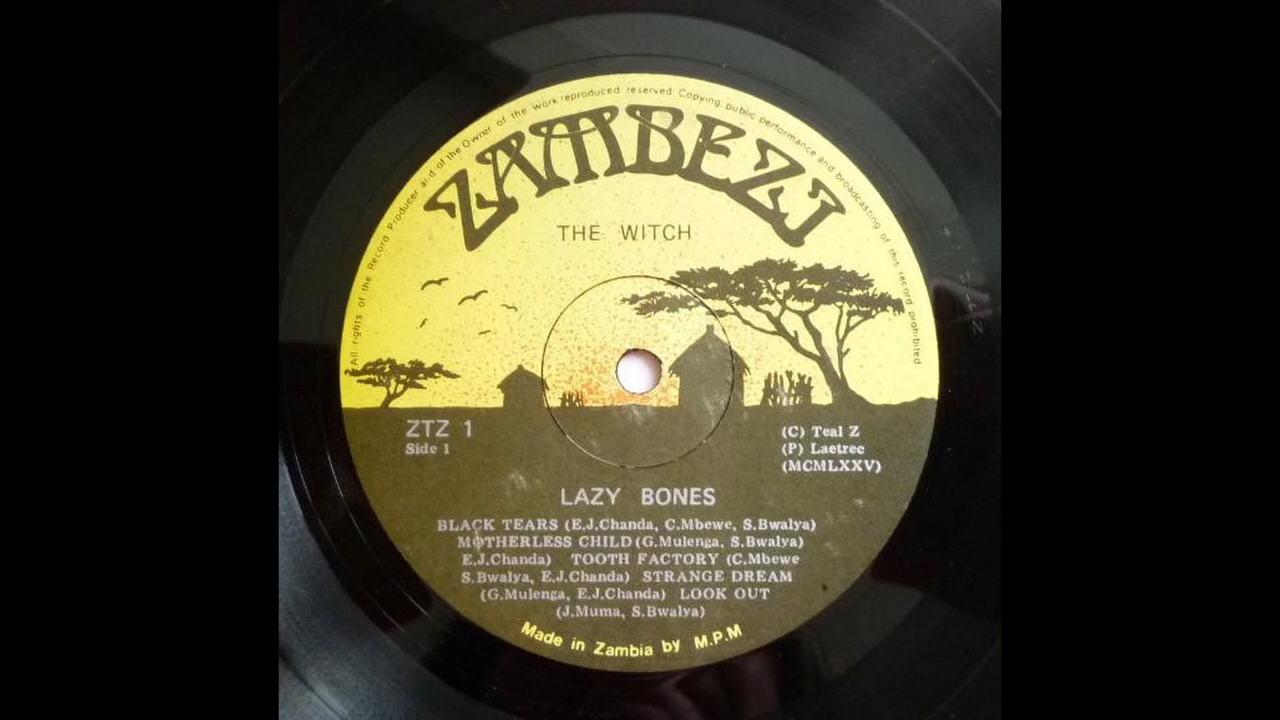 All rights of the Record Producer and of the Owner of the work reproduced reserved Copying, public performance and broadcasting of this record prohibited
ZAMBEZI
THE WITCH
ZTZ 1
Side 1
(C) Teal Z
(P) Laetrec
(MCMLXXV)
LAZY BONES
BLACK TEARS (E.J.Chanda, C.Mbewe, S.Bwalya)
MOTHERLESS CHILD (G.Mulenga, S.Bwalya)
E.J.Chanda) TOOTH FACTORY (C.Mbewe
S.Bwalya, E.J.Chanda) STRANGE DREAM
(G.Mulenga, E.J.Chanda) LOOK OUT
(J.Muma, S.Bwalya)
Made in Zambia by M.P.M